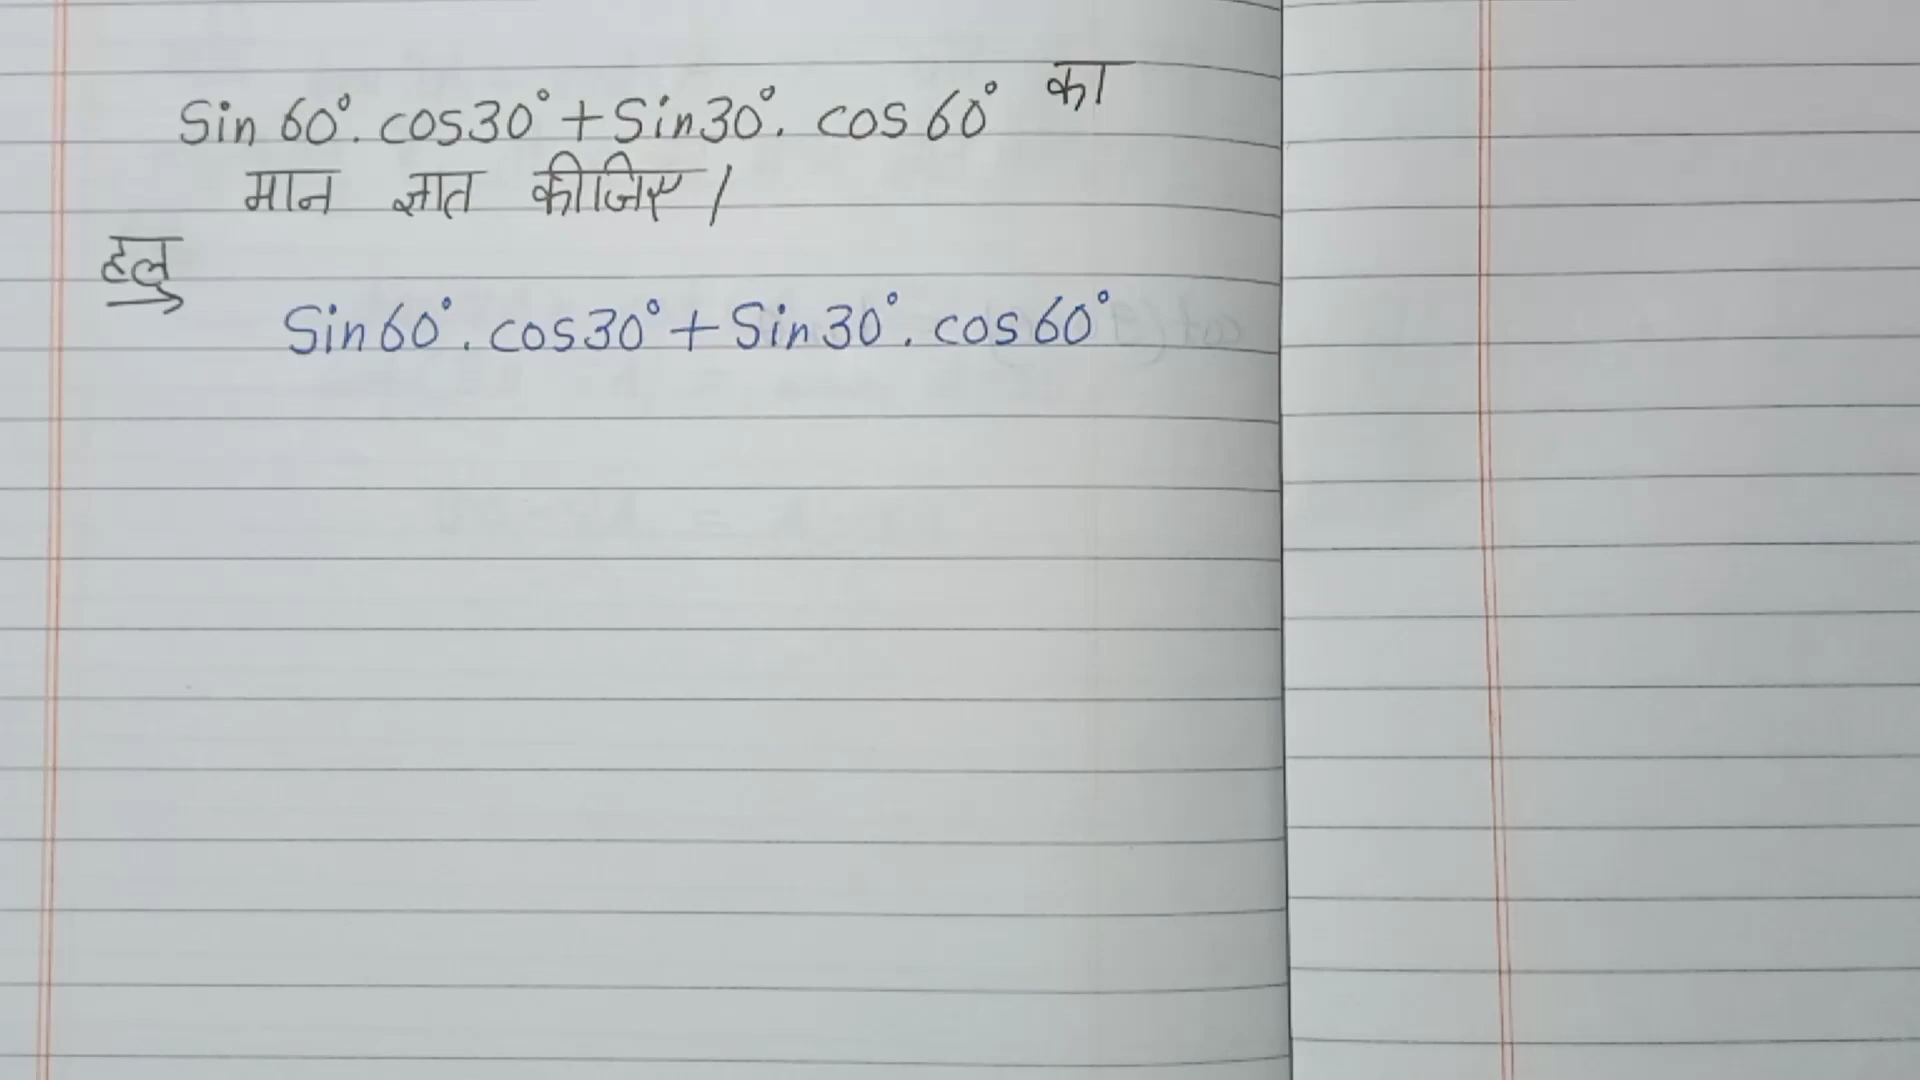 Sin 60°. cos30° + Sin30°. cos 60° का
मान ज्ञात कीजिए।
हल
Sin60°. cos30° + Sin30°. cos60°